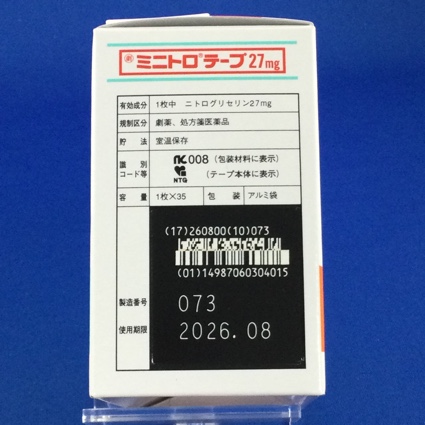 劇 ミニトロ®テープ27mg
有効成分 1枚中 ニトログリセリン27mg
規制区分 劇薬、処方箋医薬品
貯法 室温保存
識別コード等 NK008(包装材料に表示)
NTG (テープ本体に表示)
容量 1枚×35 包装 アルミ袋
(17)260800(10)073
(01)14987060304015
製造番号 073
使用期限 2026.08